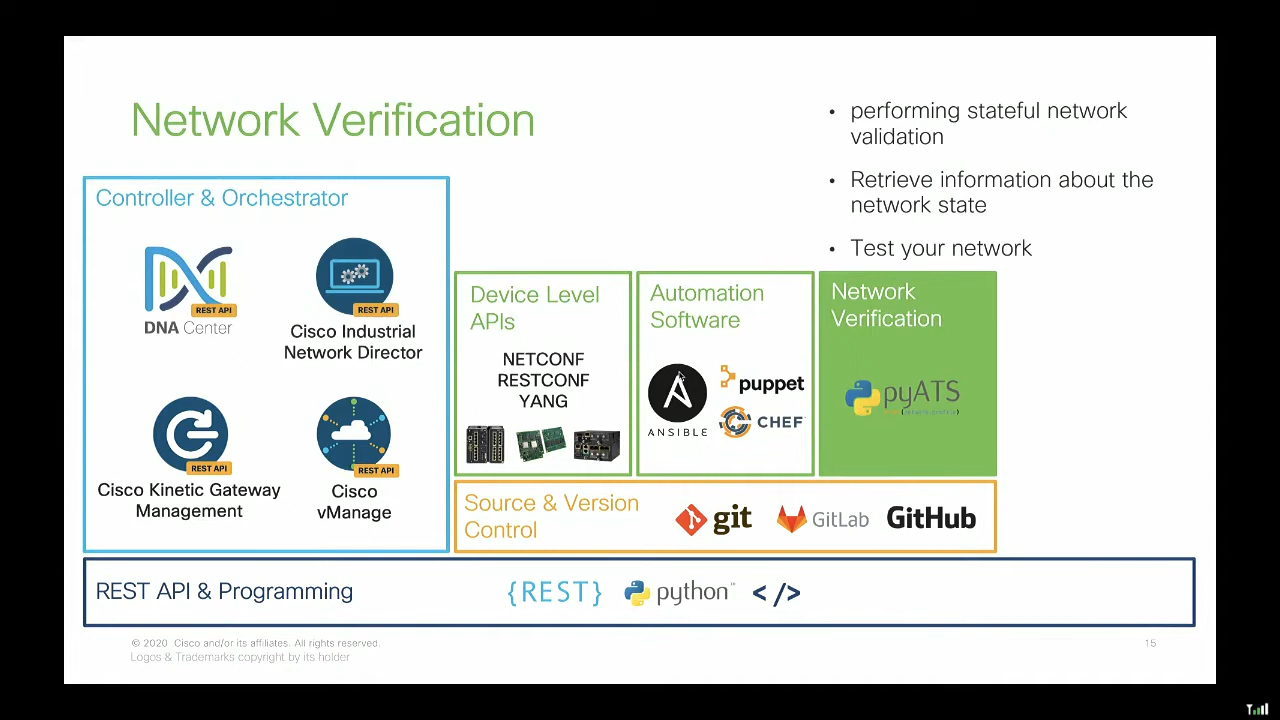 Network Verification
• performing stateful network
validation
• Retrieve information about the
network state
• Test your network
Controller & Orchestrator
REST API
DNA Center
REST API
Cisco Industrial
Network Director
REST API
Cisco Kinetic Gateway
Management
REST API
Cisco
vManage
Device Level
APIs
NETCONF
RESTCONF
YANG
Automation
Software
ANSIBLE
puppet
CHEF
Network
Verification
pyATS
Source & Version
Control
git
GitLab
GitHub
REST API & Programming
{REST}
python™
</>
© 2020 Cisco and/or its affiliates. All rights reserved.
Logos & Trademarks copyright by its holder
15